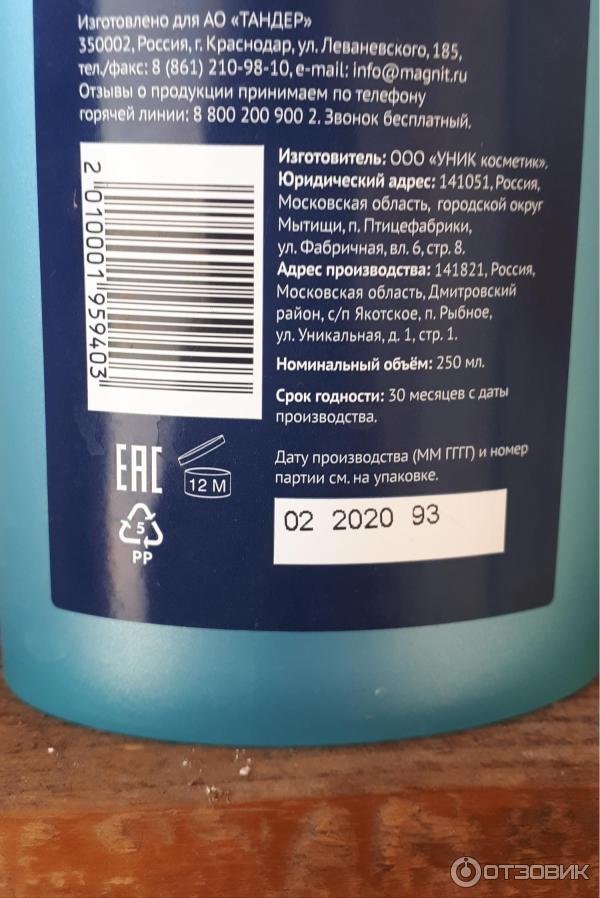 Изготовлено для АО «ТАНДЕР»
350002, Россия, г. Краснодар, ул. Леваневского, 185,
тел./факс: 8 (861) 210-98-10, e-mail: info@magnit.ru
Отзывы о продукции принимаем по телефону
горячей линии: 8 800 200 900 2. Звонок бесплатный.
2 010001 959403
Изготовитель: ООО «УНИК косметик».
Юридический адрес: 141051, Россия,
Московская область, городской округ
Мытищи, п. Птицефабрики,
ул. Фабричная, вл. 6, стр. 8.
Адрес производства: 141821, Россия,
Московская область, Дмитровский
район, с/п Якотское, п. Рыбное,
ул. Уникальная, д. 1, стр. 1.
Номинальный объём: 250 мл.
Срок годности: 30 месяцев с даты
производства.
EAC
12 M
5
PP
Дату производства (ММ ГГГГ) и номер
партии см. на упаковке.
02 2020 93
ОТЗОВИК